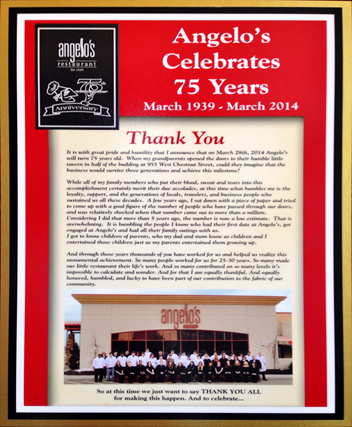 angelo's
restaurant
Est. 1939
75
Anniversary
Angelo's
Celebrates
75 Years
March 1939 - March 2014
Thank You
It is with great pride and humility that I announce that on March 28th, 2014 Angelo's
will turn 75 years old. When my grandparents opened the doors to their humble little
tavern in half of the building at 955 West Chestnut Street, could they imagine that the
business would survive three generations and achieve this milestone?
While all of my family members who put their blood, sweat and tears into this
accomplishment certainly merit their due accolades, at this time what humbles me is the
loyalty, support, and the generations of locals, travelers, and business people who
sustained us all these decades. A few years ago, I sat down with a piece of paper and tried
to come up with a good figure of the number of people who have passed through our doors,
and was relatively shocked when that number came out to more than a million.
Considering I did that more than 5 years ago, the number is now a low estimate. That is
overwhelming. It is humbling the people I know who had their first date at Angelo's, got
engaged at Angelo's and had all their family outings with us.
I got to know children of parents, who my dad and mom knew as children and I
entertained those children just as my parents entertained them growing up.
And through those years thousands of you have worked for us and helped us realize this
monumental achievement. So many people worked for us for 25-30 years. So many made
our little restaurant their life's work. And so many contributed on so many levels it's
impossible to calculate and wonder. And for that I am equally thankful. And equally
honored, humbled, and lucky to have been part of our contribution to the fabric of our
community.
angelo's
RESTAURANT
So at this time we just want to say THANK YOU ALL
for making this happen. And to celebrate...